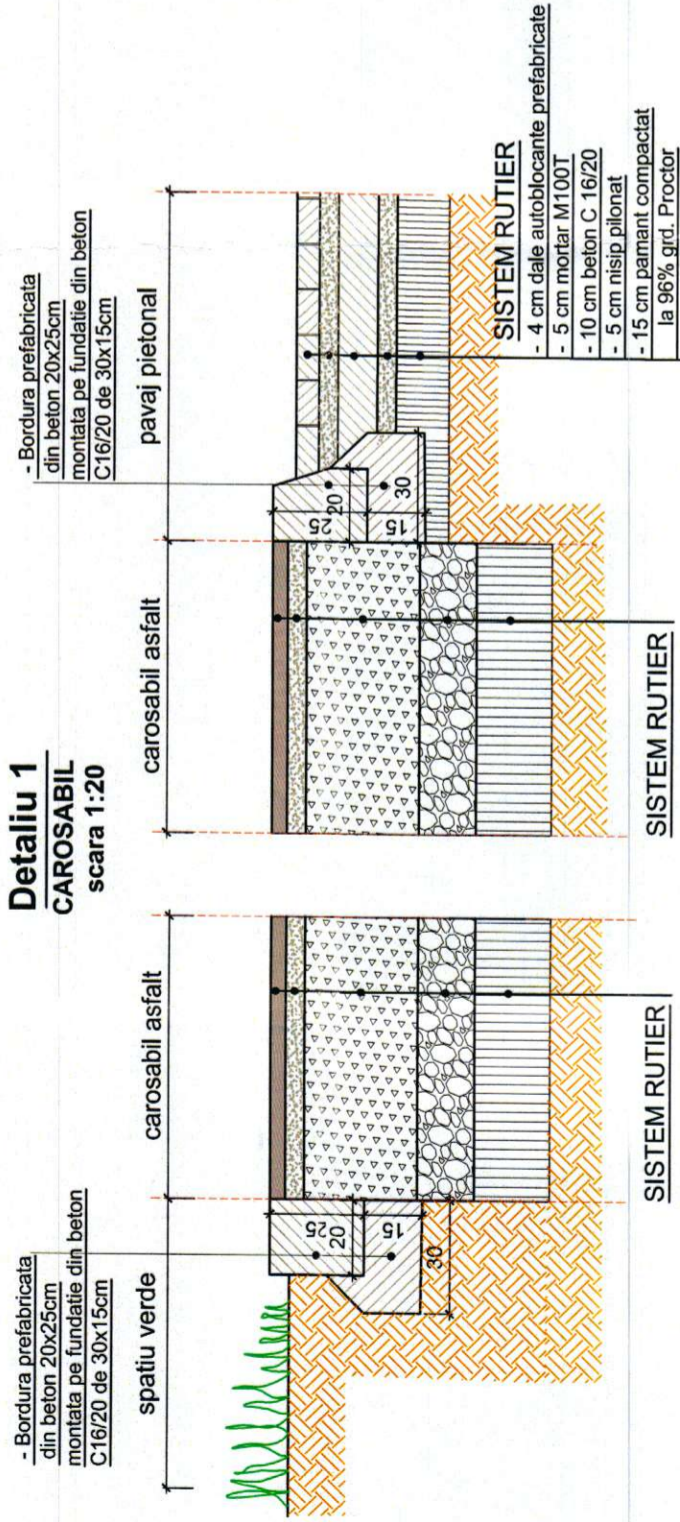 Detaliu 1
CAROSABIL
scara 1:20
- Bordura prefabricata
din beton 20x25cm
montata pe fundatie din beton
C16/20 de 30x15cm
spatiu verde
carosabil asfalt
carosabil asfalt
- Bordura prefabricata
din beton 20x25cm
montata pe fundatie din beton
C16/20 de 30x15cm
pavaj pietonal
25
20
15
30
25
20
15
30
SISTEM RUTIER
SISTEM RUTIER
SISTEM RUTIER
- 4 cm dale autoblocante prefabricate
- 5 cm mortar M100T
- 10 cm beton C 16/20
- 5 cm nisip pilonat
- 15 cm pamant compactat
la 96% grd. Proctor